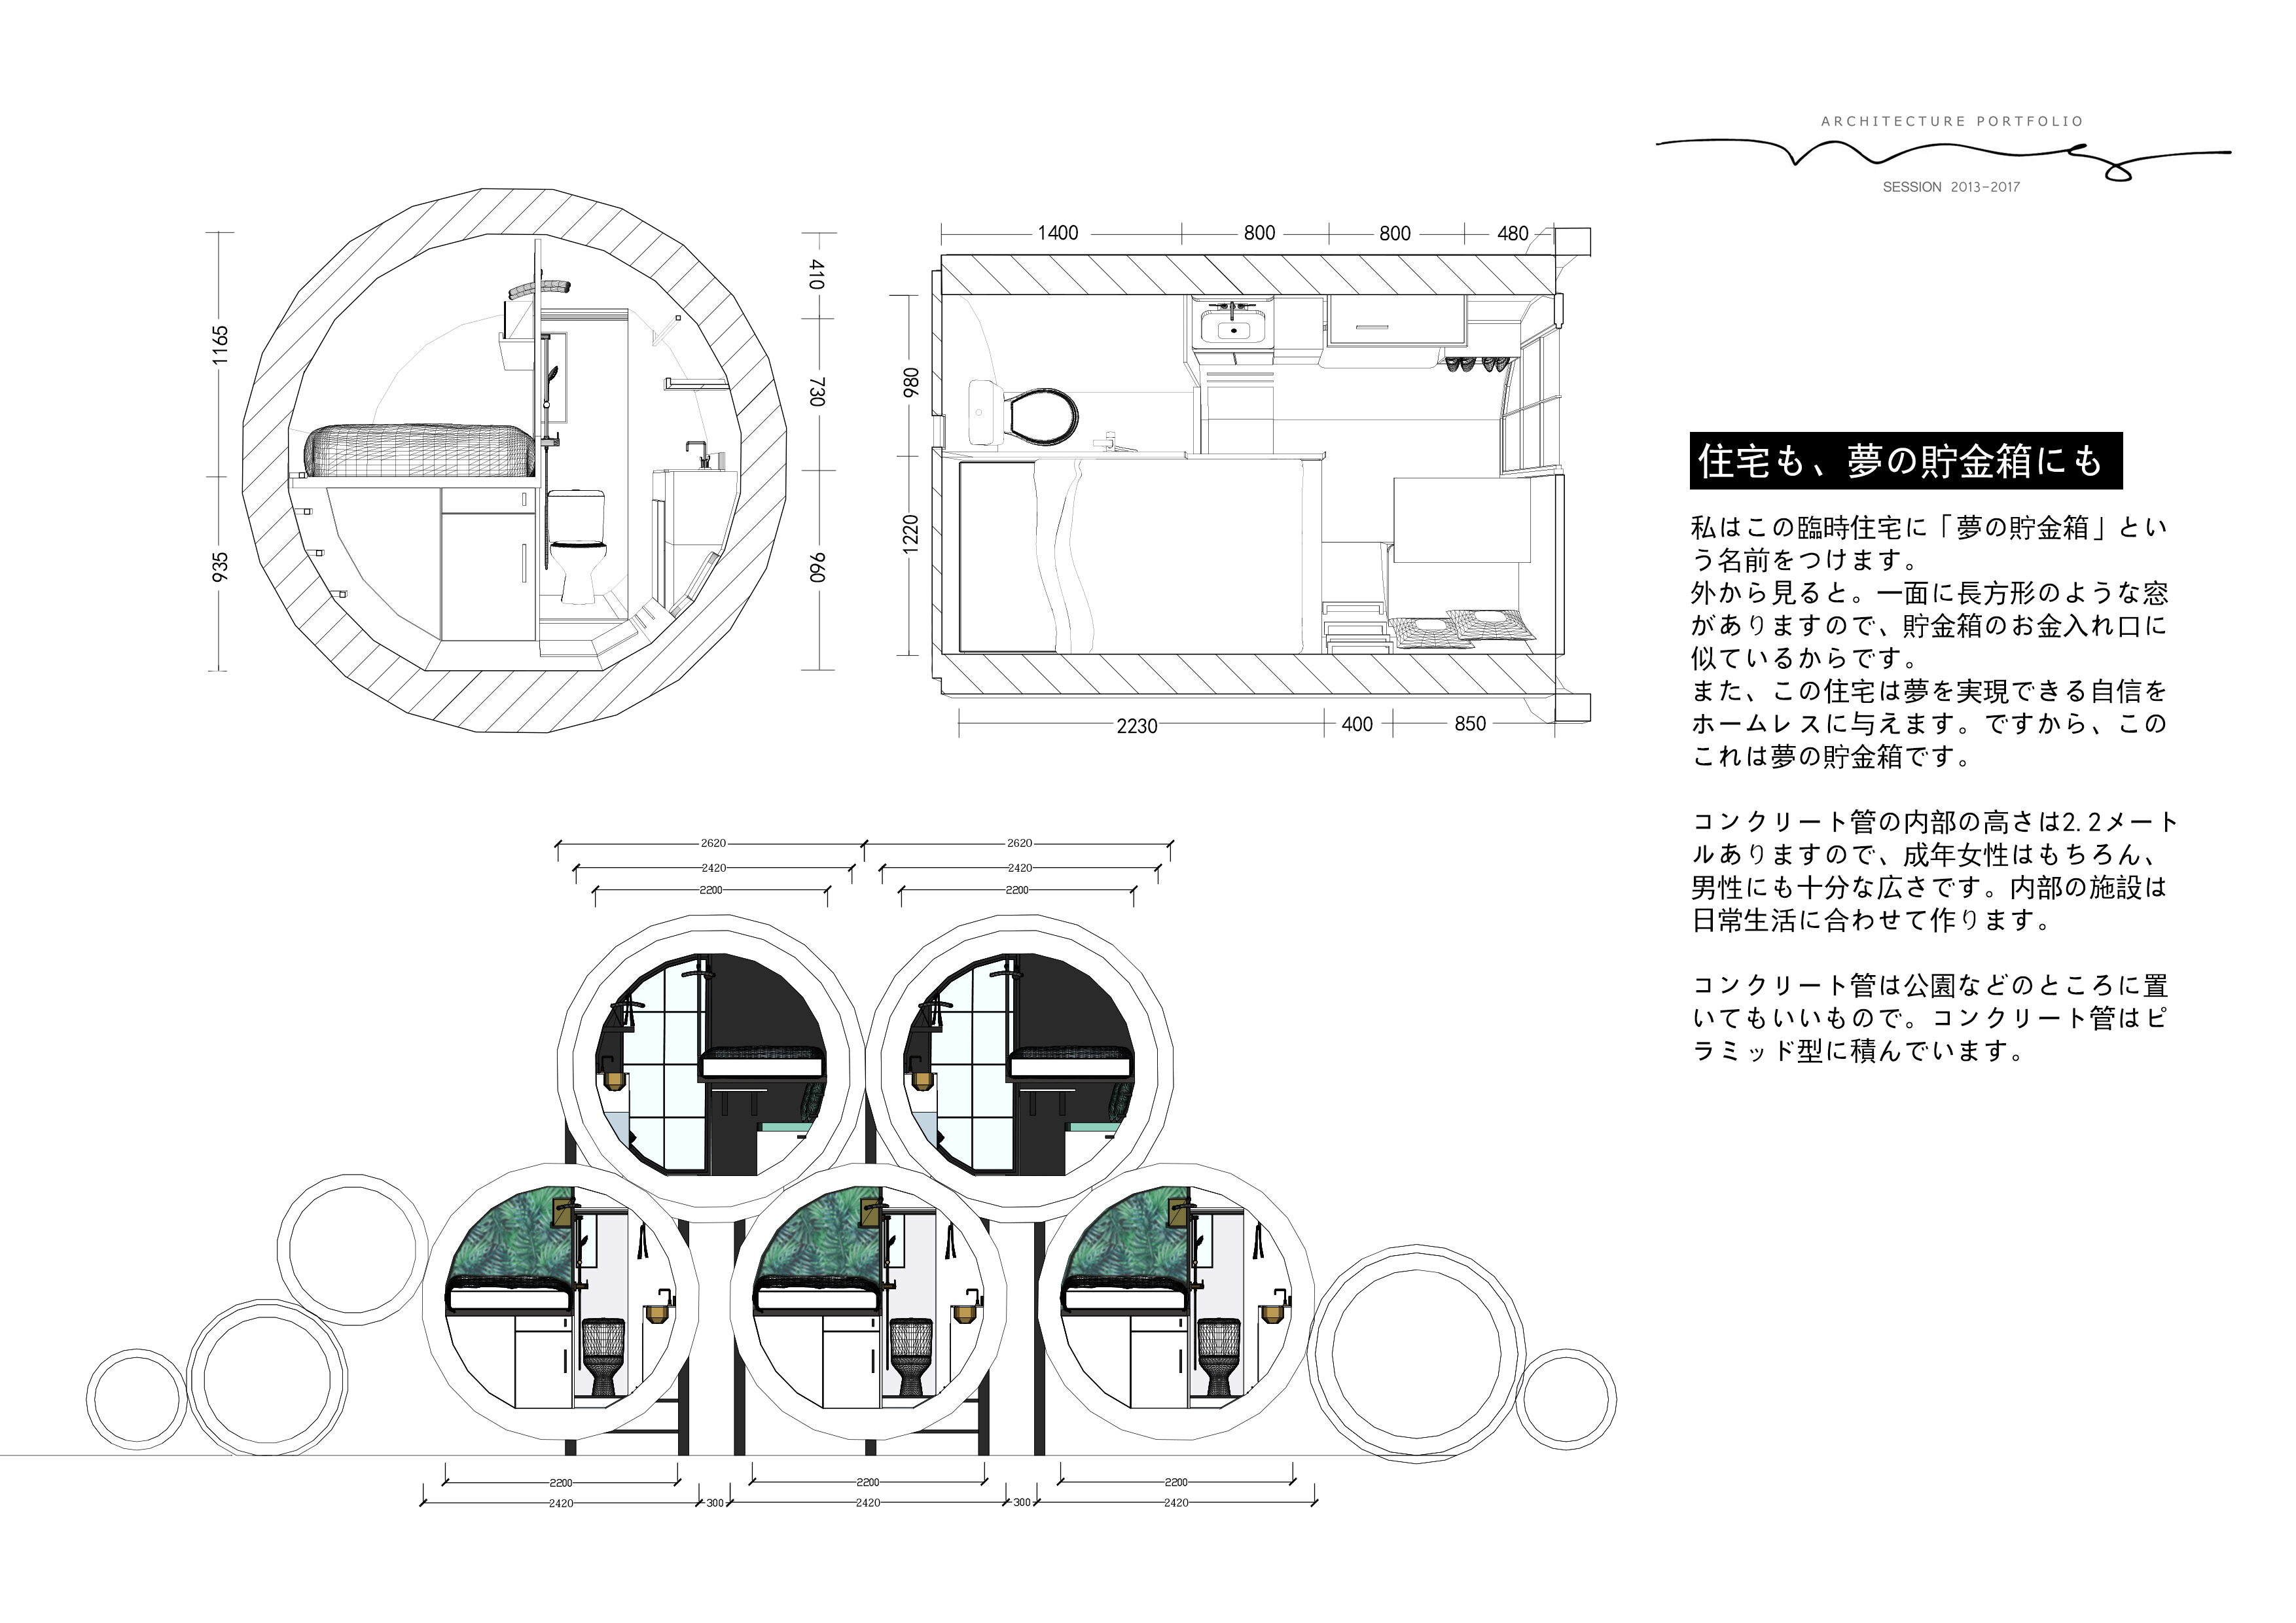 ARCHITECTURE PORTFOLIO
SESSION 2013-2017
1400 800 800 480
1165
935
410
730
960
980
1220
2230 400 850
住宅も、夢の貯金箱にも
私はこの臨時住宅に「夢の貯金箱」とい
う名前をつけます。
外から見ると。一面に長方形のような窓
がありますので、貯金箱のお金入れ口に
似ているからです。
また、この住宅は夢を実現できる自信を
ホームレスに与えます。ですから、この
これは夢の貯金箱です。
コンクリート管の内部の高さは2.2メート
ルありますので、成年女性はもちろん、
男性にも十分な広さです。内部の施設は
日常生活に合わせて作ります。
コンクリート管は公園などのところに置
いてもいいもので。コンクリート管はピ
ラミッド型に積んでいます。
2620 2620
2420 2420
2200 2200
2200 2200 2200
2420 300 2420 300 2420